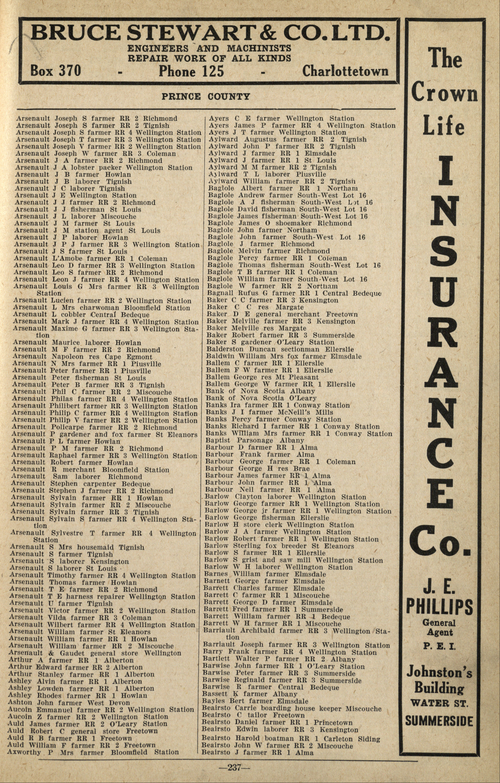 BRUCE STEWART & CO. LTD.
ENGINEERS AND MACHINISTS
REPAIR WORK OF ALL KINDS
Box 370 - Phone 125 - Charlottetown
PRINCE COUNTY
Arsenault Joseph S farmer RR 2 Richmond
Arsenault Joseph S farmer RR 2 Tignish
Arsenault Joseph S farmer RR 4 Wellington Station
Arsenault Joseph T farmer RR 3 Wellington Station
Arsenault Joseph V farmer RR 2 Wellington Station
Arsenault Joseph W farmer RR 3 Coleman
Arsenault J A farmer RR 2 Richmond
Arsenault J A lobster packer Wellington Station
Arsenault J B farmer Howlan
Arsenault J B laborer Tignish
Arsenault J C laborer Tignish
Arsenault J E Wellington Station
Arsenault J I farmer RR 2 Richmond
Arsenault J J fisherman St Louis
Arsenault J L laborer Miscouche
Arsenault J M farmer St Louis
Arsenault J M station agent St Louis
Arsenault J P laborer Howlan
Arsenault J P J farmer RR 3 Wellington Station
Arsenault J S farmer St Louis
Arsenault L'Amobe farmer RR 1 Coleman
Arsenault Leo D farmer RR 3 Wellington Station
Arsenault Leo S farmer RR 2 Richmond
Arsenault Leon J farmer RR 4 Wellington Station
Arsenault Louis G Mrs farmer RR 3 Wellington
Station
Arsenault Lucien farmer RR 2 Wellington Station
Arsenault L Mrs charwoman Bloomfield Station
Arsenault L cobbler Central Bedeque
Arsenault Mark J farmer RR 4 Wellington Station
Arsenault Maxime G farmer RR 3 Wellington Sta-
tion
Arsenault Maurice laborer Howlan
Arsenault M F farmer RR 2 Richmond
Arsenault Napoleon res Cape Egmont
Arsenault N Mrs farmer RR 1 Piusville
Arsenault Peter farmer RR 1 Piusville
Arsenault Peter fisherman St Louis
Arsenault Peter B farmer RR 3 Tignish
Arsenault Phil C farmer RR 2 Miscouche
Arsenault Philas farmer RR 4 Wellington Station
Arsenault Philibert farmer RR 3 Wellington Station
Arsenault Philip C farmer RR 4 Wellington Station
Arsenault Philip V farmer RR 2 Wellington Station
Arsenault Policarpe farmer RR 2 Richmond
Arsenault P gardener and fox farmer St Eleanors
Arsenault P L farmer Howlan
Arsenault P M farmer RR 2 Richmond
Arsenault Raphael farmer RR 3 Wellington Station
Arsenault Robert farmer Howlan
Arsenault R merchant Bloomfield Station
Arsenault Sam laborer Richmond
Arsenault Stephen carpenter Bedeque
Arsenault Stephen J farmer RR 2 Richmond
Arsenault Sylvain farmer RR 1 Howlan
Arsenault Sylvain farmer RR 2 Miscouche
Arsenault Sylvain farmer RR 3 Tignish
Arsenault Sylvain S farmer RR 4 Wellington Sta-
tion
Arsenault Sylvestre T farmer RR 4 Wellington
Station
Arsenault S Mrs housemaid Tignish
Arsenault S farmer Tignish
Arsenault S laborer Kensington
Arsenault S laborer St Louis
Arsenault Timothy farmer RR 4 Wellington Station
Arsenault Thomas farmer Howlan
Arsenault T E farmer RR 2 Richmond
Arsenault T E harness repairer Wellington Station
Arsenault U farmer Tignish
Arsenault Victor farmer RR 2 Wellington Station
Arsenault Vildas farmer RR 3 Coleman
Arsenault Wilbert farmer RR 4 Wellington Station
Arsenault William farmer St Eleanors
Arsenault William farmer RR 1 Howlan
Arsenault William farmer RR 2 Miscouche
Arsenault & Gaudet general store Wellington
Arthur A farmer RR 1 Alberton
Arthur Edward farmer RR 2 Alberton
Arthur Stanley farmer RR 1 Alberton
Ashley Alvin farmer RR 1 Alberton
Ashley Lowden farmer RR 1 Alberton
Ashley Rhodes farmer RR 1 Howlan
Ashton John farmer West Devon
Aucoin Emmanuel farmer RR 2 Wellington Station
Aucoin Z farmer RR 2 Wellington Station
Auld James farmer RR 2 O'Leary Station
Auld Robert C general store Freetown
Auld R B farmer RR 1 Freetown
Auld William F farmer RR 2 Freetown
Axworthy P Mrs farmer Bloomfield Station
Ayers C E farmer Wellington Station
Ayers James P farmer RR 4 Wellington Station
Ayers J T farmer Wellington Station
Aylward Augustus farmer RR 2 Tignish
Aylward John P farmer RR 2 Tignish
Aylward J farmer RR 1 Elmsdale
Aylward J farmer RR 1 St Louis
Aylward M M farmer RR 2 Tignish
Aylward T L laborer Piusville
Aylward William farmer RR 2 Tignish
Baglole Albert farmer RR 1 Northam
Baglole Andrew farmer South-West Lot 16
Baglole A J fisherman South-West Lot 16
Baglole David fisherman South-West Lot 16
Baglole James fisherman South-West Lot 16
Baglole James O shoemaker Richmond
Baglole John farmer Northam
Baglole John farmer South-West Lot 16
Baglole J farmer Richmond
Baglole Melvin farmer Richmond
Baglole Percy farmer RR 1 Coleman
Baglole Thomas fisherman South-West Lot 16
Baglole T B farmer RR 1 Coleman
Baglole William farmer South-West Lot 16
Baglole W farmer RR 2 Northam
Bagnall Rufus G farmer RR 1 Central Bedeque
Baker C C farmer RR 3 Kensington
Baker C C res Margate
Baker D E general merchant Freetown
Baker Melville farmer RR 3 Kensington
Baker Melville res Margate
Baker Robert farmer RR 3 Summerside
Baker S gardener O'Leary Station
Balderston Duncan sectionman Ellerslie
Baldwin William Mrs fox farmer Elmsdale
Ballem C farmer RR 1 Ellerslie
Ballem F W farmer RR 1 Ellerslie
Ballem George res Mt Pleasant
Ballem George W farmer RR 1 Ellerslie
Bank of Nova Scotia Albany
Bank of Nova Scotia O'Leary
Banks Ira farmer RR 1 Conway Station
Banks J I farmer McNeill's Mills
Banks Percy farmer Conway Station
Banks Richard I farmer RR 1 Conway Station
Banks William Mrs farmer RR 1 Conway Station
Baptist Parsonage Albany
Barbour D farmer RR 1 Alma
Barbour Frank farmer Alma
Barbour George farmer RR 1 Coleman
Barbour George H res Brae
Barbour James farmer RR 1 Alma
Barbour John farmer RR 1 Alma
Barbour Neil farmer RR 1 Alma
Barlow Clayton laborer Wellington Station
Barlow George farmer RR 1 Wellington Station
Barlow George jr farmer RR 1 Wellington Station
Barlow George fisherman Ellerslie
Barlow H store clerk Wellington Station
Barlow J A farmer Wellington Station
Barlow Robert farmer RR 1 Wellington Station
Barlow Sterling fox breeder St Eleanors
Barlow S farmer RR 1 Ellerslie
Barlow S grist and saw mill Wellington Station
Barlow W H laborer Wellington Station
Barnes William farmer Elmsdale
Barnett George farmer Elmsdale
Barrett Charles farmer Elmsdale
Barrett C farmer RR 1 Miscouche
Barrett George D farmer Elmsdale
Barrett Fred farmer RR 1 Summerside
Barrett William farmer RR 4 Bedeque
Barrett W H farmer RR 1 Miscouche
Barriault Archibald farmer RR 3 Wellington Sta-
tion
Barriault Joseph farmer RR 3 Wellington Station
Barry Frank farmer RR 4 Wellington Station
Bartlett Walter P farmer RR 2 Albany
Barwise John farmer RR 1 O'Leary Station
Barwise Peter farmer RR 3 Summerside
Barwise Reginald farmer RR 3 Summerside
Barwise R farmer Central Bedeque
Bassett K farmer Albany
Bayles Bert farmer Elmsdale
Bearisto Carrie boarding house keeper Miscouche
Bearisto C tailor Freetown
Bearisto Daniel farmer RR 1 Princetown
Bearisto Edwin laborer RR 3 Kensington
Bearisto Harold boatman RR 1 Carleton Siding
Bearisto John W farmer RR 2 Miscouche
Bearisto J farmer RR 1 Alma
The
Crown
Life
INSURANCE
Co.
J. E.
PHILLIPS
General
Agent
P. E. I.
Johnston's
Building
WATER ST.
SUMMERSIDE
—237—